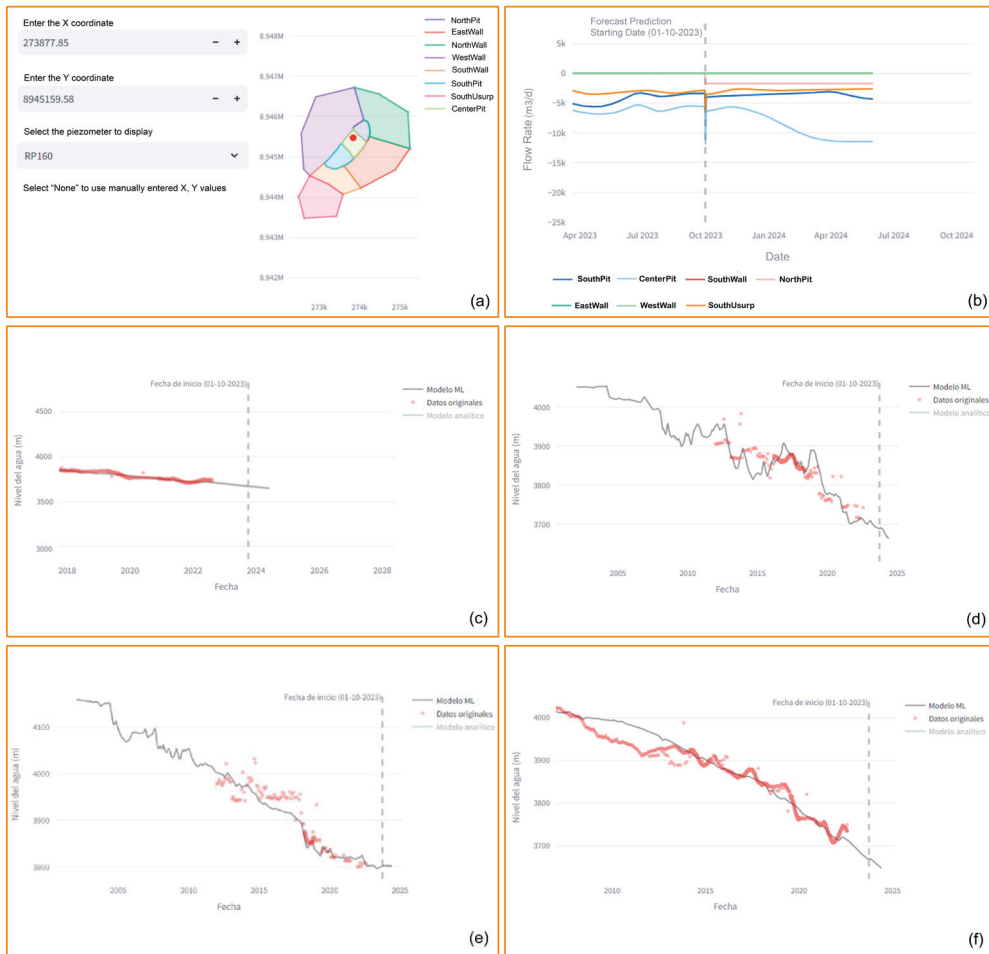 Enter the X coordinate
273877.85
− +
Enter the Y coordinate
8945159.58
− +
Select the piezometer to display
RP160
Select “None” to use manually entered X, Y values
8.948M
8.947M
8.946M
8.945M
8.944M
8.943M
8.942M
273k 274k 275k
NorthPit
EastWall
NorthWall
WestWall
SouthWall
SouthPit
SouthUsurp
CenterPit
(a)
Forecast Prediction
Starting Date (01-10-2023)
Flow Rate (m3/d)
5k
0
−5k
−10k
−15k
−20k
−25k
Apr 2023 Jul 2023 Oct 2023 Jan 2024 Apr 2024 Jul 2024 Oct 2024
Date
SouthPit CenterPit SouthWall NorthPit
EastWall WestWall SouthUsurp
(b)
Fecha de inicio (01-10-2023)
Modelo ML
Datos originales
Modelo analítico
Nivel del agua (m)
4500
4000
3500
3000
2018 2020 2022 2024 2026 2028
Fecha
(c)
Fecha de inicio (01-10-2023)
Modelo ML
Datos originales
Modelo analítico
Nivel del agua (m)
4000
3900
3800
3700
2005 2010 2015 2020 2025
Fecha
(d)
Fecha de inicio (01-10-2023)
Modelo ML
Datos originales
Modelo analítico
Nivel del agua (m)
4100
4000
3900
3800
2005 2010 2015 2020 2025
Fecha
(e)
Fecha de inicio (01-10-2023)
Modelo ML
Datos originales
Modelo analítico
Nivel del agua (m)
4000
3900
3800
3700
2010 2015 2020 2025
Fecha
(f)